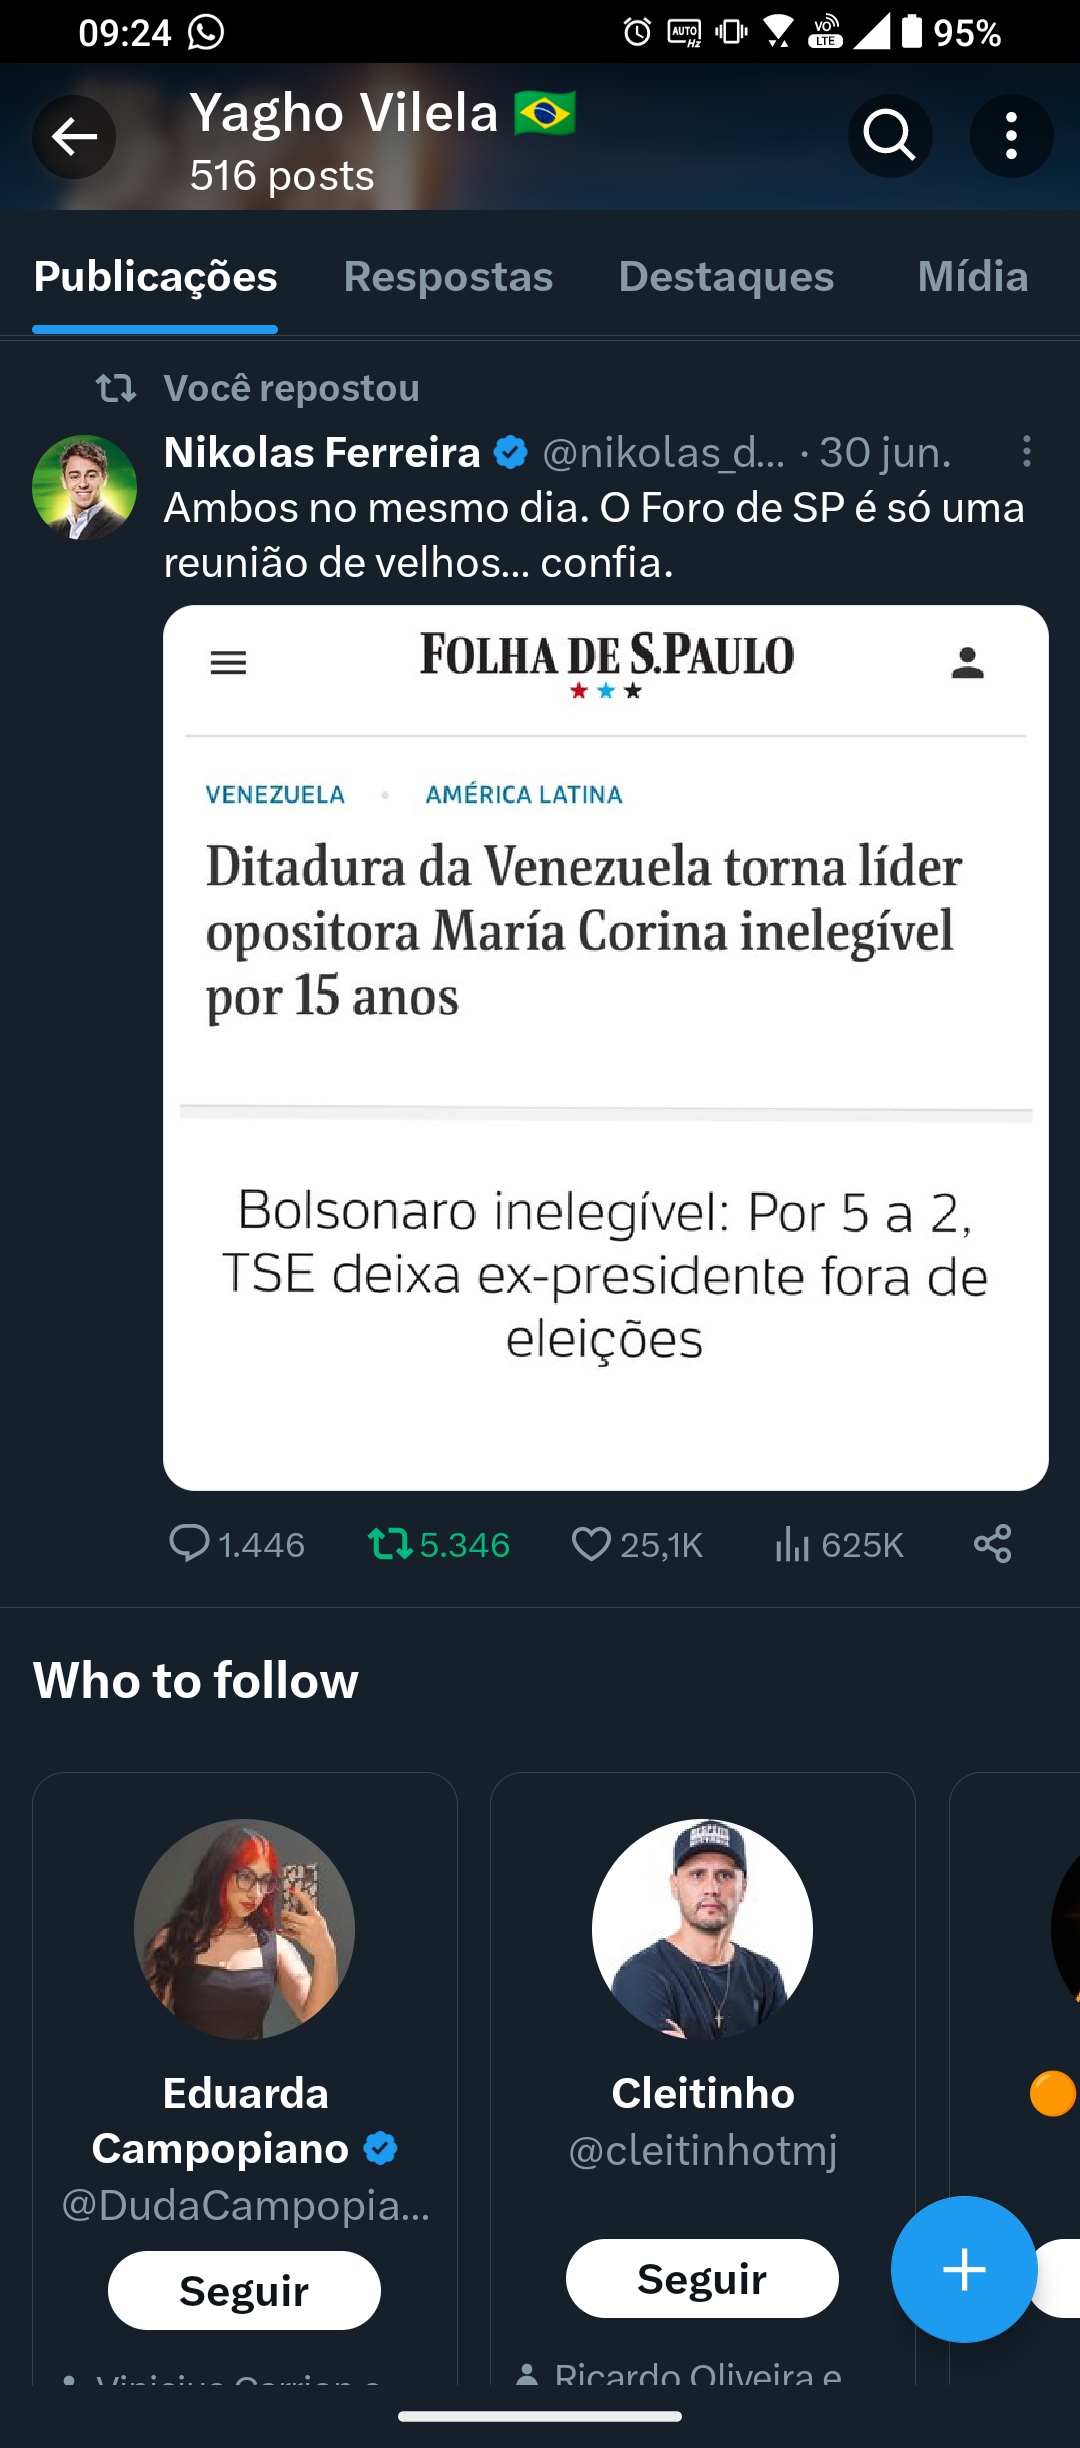 09:24
AUTO Hz
VO LTE
95%
Yagho Vilela
516 posts
Publicações
Respostas
Destaques
Mídia
Você repostou
Nikolas Ferreira @nikolas_d... · 30 jun.
Ambos no mesmo dia. O Foro de SP é só uma
reunião de velhos... confia.
FOLHA DE S.PAULO
VENEZUELA • AMÉRICA LATINA
Ditadura da Venezuela torna líder
opositora María Corina inelegível
por 15 anos
Bolsonaro inelegível: Por 5 a 2,
TSE deixa ex-presidente fora de
eleições
1.446
5.346
25,1K
625K
Who to follow
Eduarda
Campopiano
@DudaCampopia...
Seguir
Cleitinho
@cleitinhotmj
Seguir
Ricardo Oliveira e